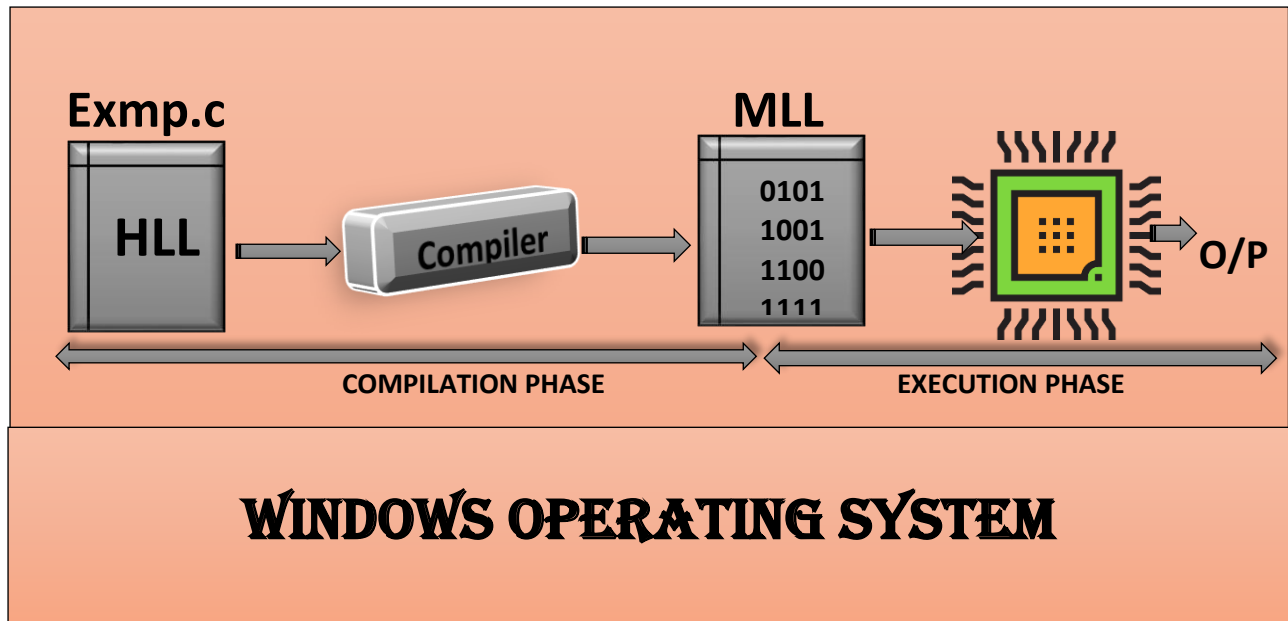 Exmp.c
HLL
Compiler
MLL
0101
1001
1100
1111
O/P
COMPILATION PHASE
EXECUTION PHASE
WINDOWS OPERATING SYSTEM